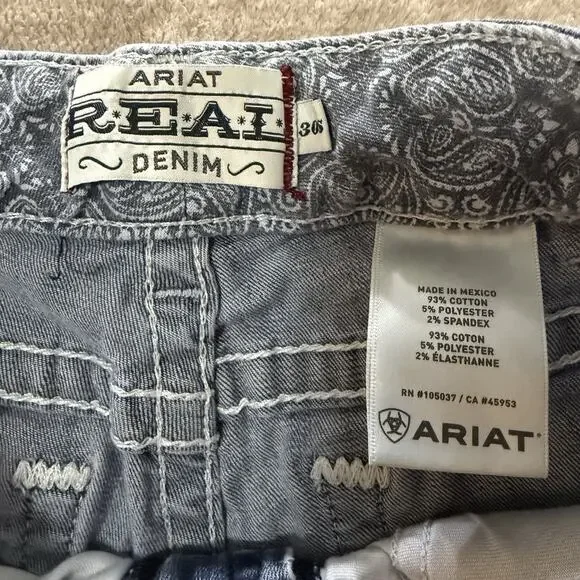 ARIAT
R·E·A·L
DENIM
36
MADE IN MEXICO
93% COTTON
5% POLYESTER
2% SPANDEX
93% COTON
5% POLYESTER
2% ÉLASTHANNE
RN #105037 / CA #45953
ARIAT